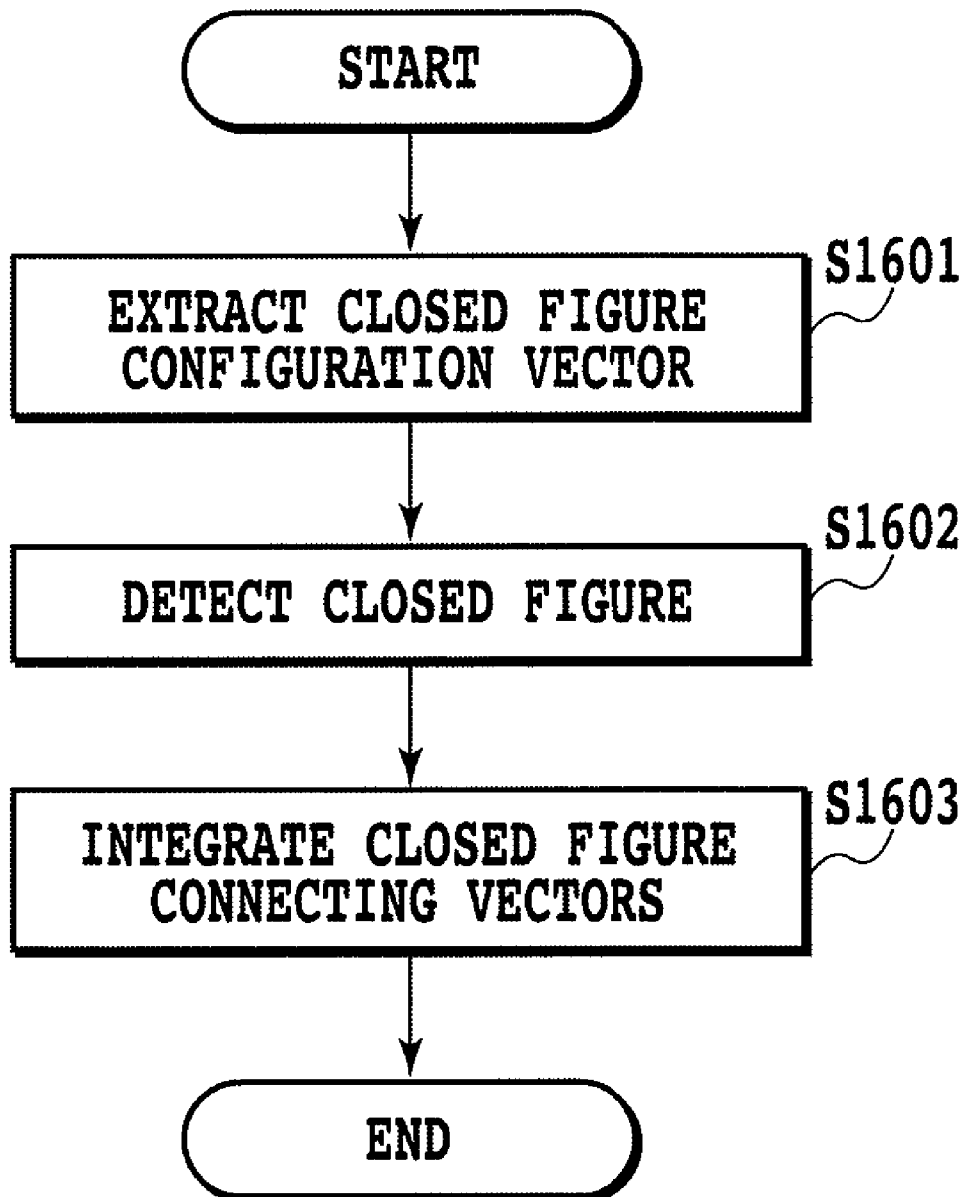 START
S1601
EXTRACT CLOSED FIGURE
CONFIGURATION VECTOR
S1602
DETECT CLOSED FIGURE
S1603
INTEGRATE CLOSED FIGURE
CONNECTING VECTORS
END